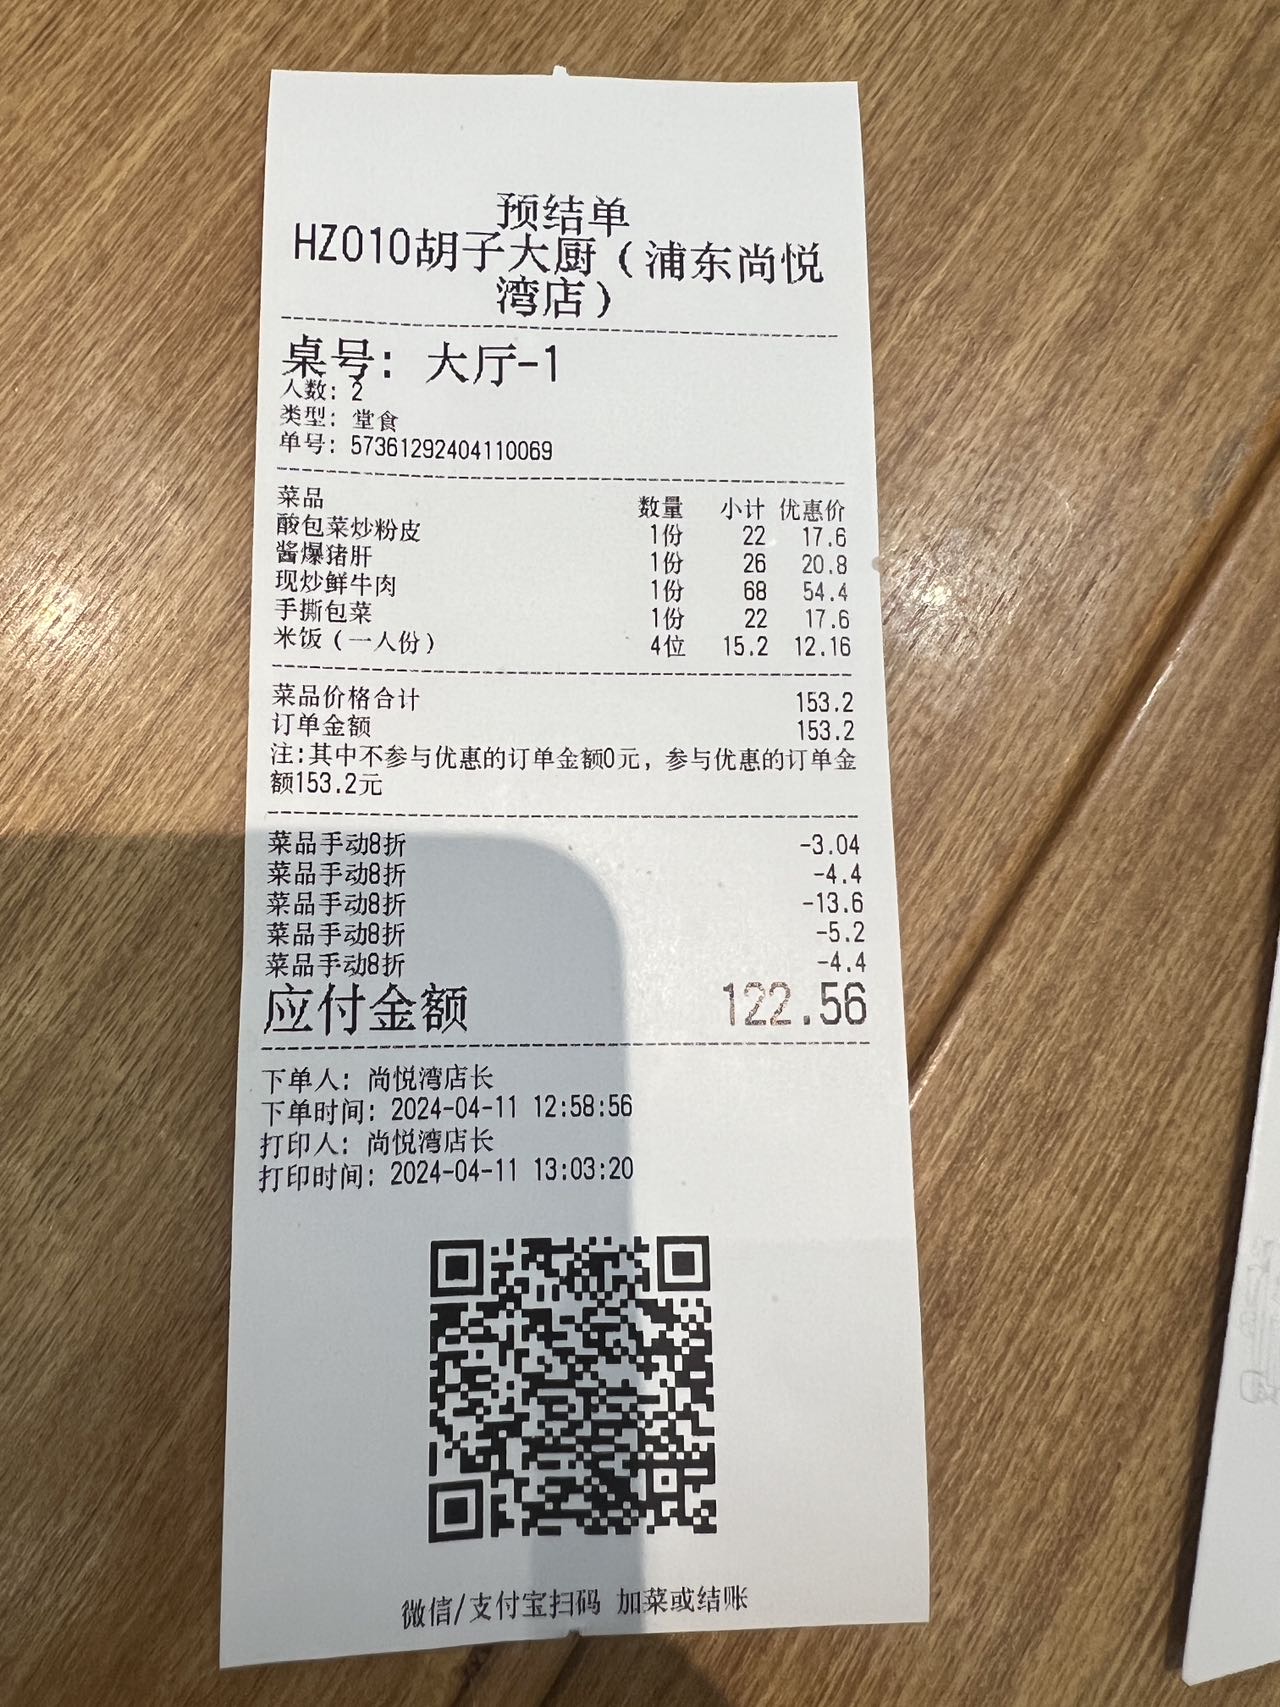 预结单
HZ010胡子大厨（浦东尚悦
湾店）
桌号：大厅-1
人数：2
类型：堂食
单号：57361292404110069
菜品 数量 小计 优惠价
酸包菜炒粉皮 1份 22 17.6
酱爆猪肝 1份 26 20.8
现炒鲜牛肉 1份 68 54.4
手撕包菜 1份 22 17.6
米饭（一人份） 4位 15.2 12.16
菜品价格合计 153.2
订单金额 153.2
注:其中不参与优惠的订单金额0元，参与优惠的订单金
额153.2元
菜品手动8折 -3.04
菜品手动8折 -4.4
菜品手动8折 -13.6
菜品手动8折 -5.2
菜品手动8折 -4.4
应付金额 122.56
下单人：尚悦湾店长
下单时间：2024-04-11 12:58:56
打印人：尚悦湾店长
打印时间：2024-04-11 13:03:20
微信/支付宝扫码 加菜或结账